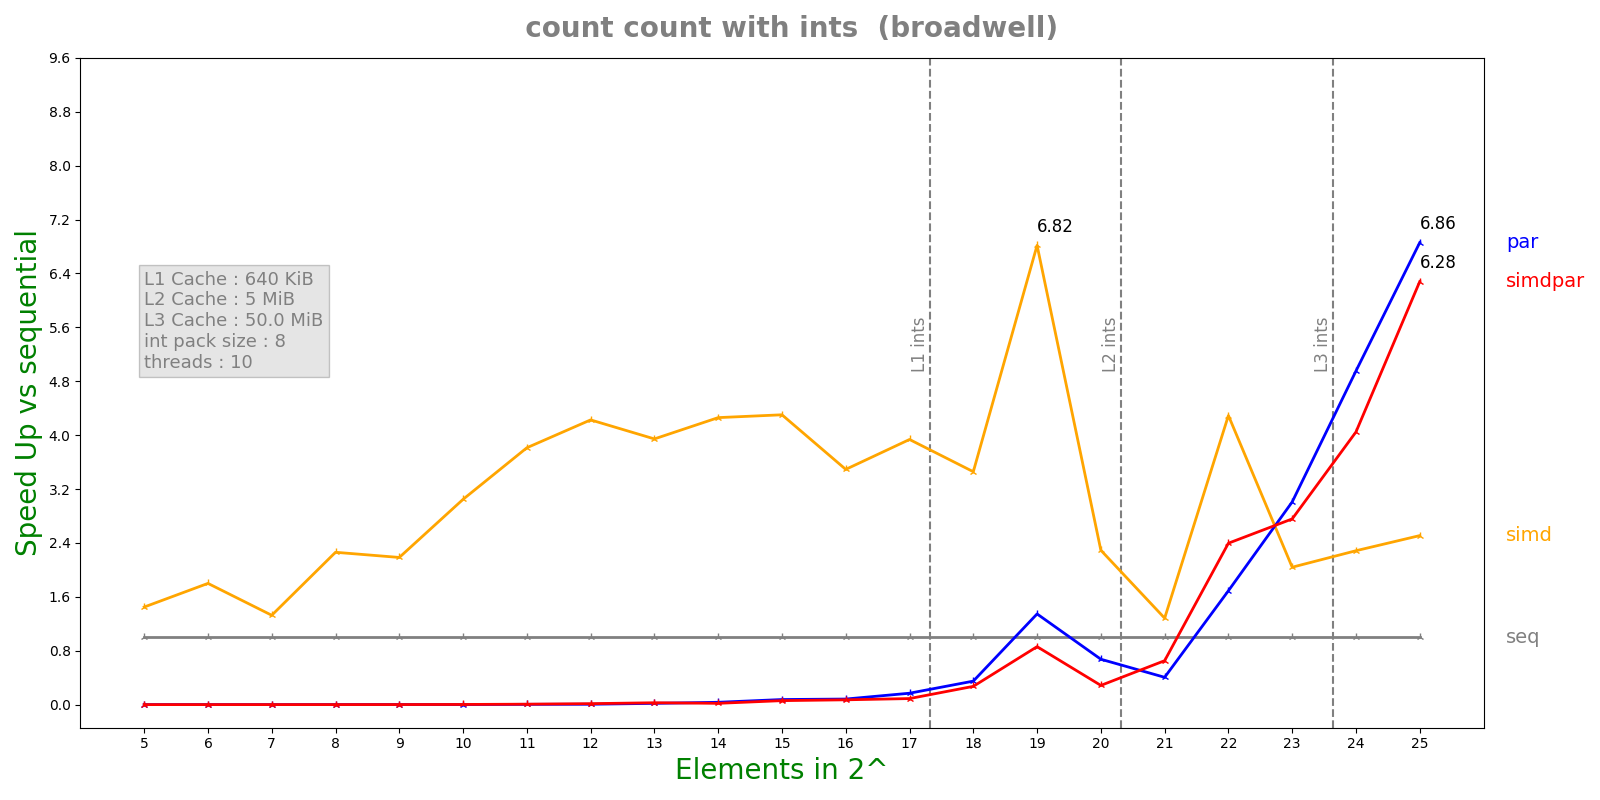 count count with ints (broadwell)
Speed Up vs sequential
9.6
8.8
8.0
7.2
6.4
5.6
4.8
4.0
3.2
2.4
1.6
0.8
0.0
L1 Cache : 640 KiB
L2 Cache : 5 MiB
L3 Cache : 50.0 MiB
int pack size : 8
threads : 10
L1 ints
L2 ints
L3 ints
6.82
6.86
6.28
par
simdpar
simd
seq
5 6 7 8 9 10 11 12 13 14 15 16 17 18 19 20 21 22 23 24 25
Elements in 2^